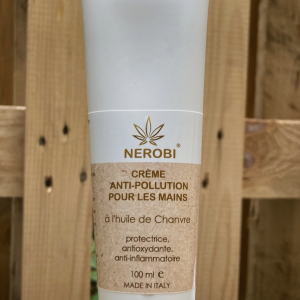 NEROBI®
CRÈME
ANTI-POLLUTION
POUR LES MAINS
à l'huile de Chanvre
protectrice,
antioxydante,
anti-inflammatoire
100 ml e
MADE IN ITALY